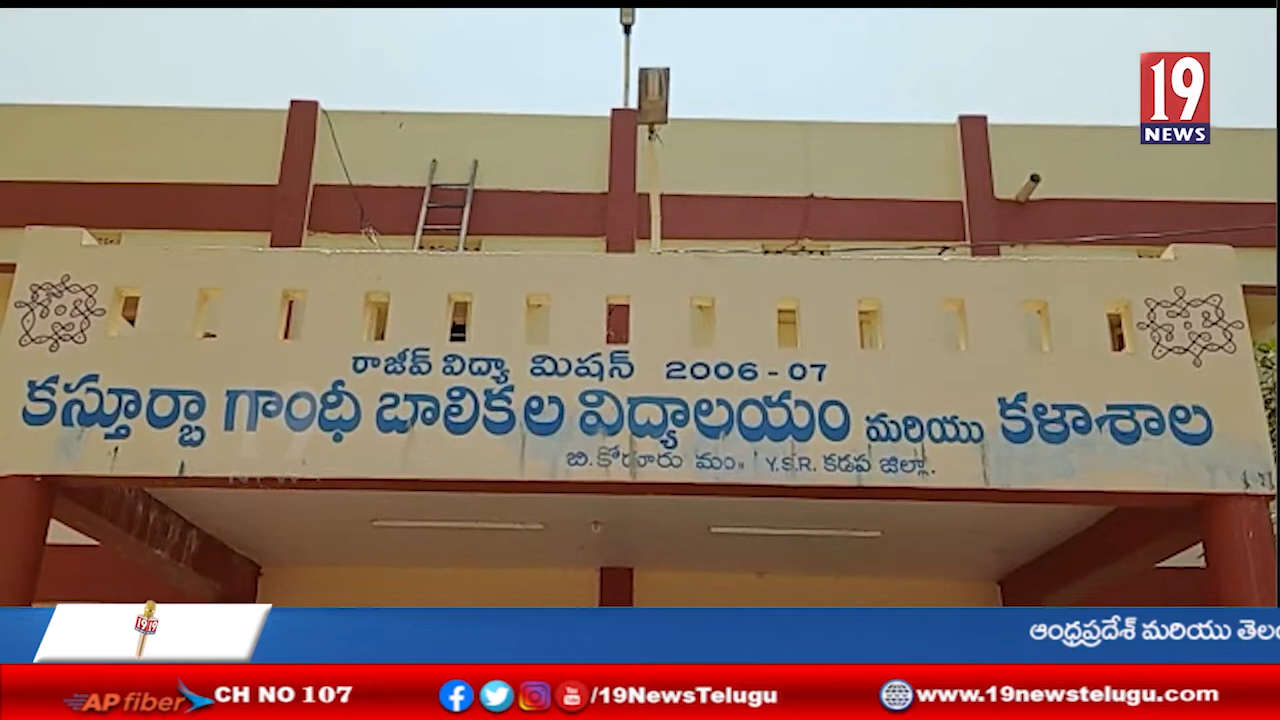 19
NEWS
రాజీవ్ విద్యా మిషన్ 2006-07
కస్తూర్బా గాంధీ బాలికల విద్యాలయం మరియు కళాశాల
బి. మం॥ Y.S.R. కడప జిల్లా.
ఆంధ్రప్రదేశ్ మరియు
AP fiber CH NO 107
/19NewsTelugu
www.19newstelugu.com